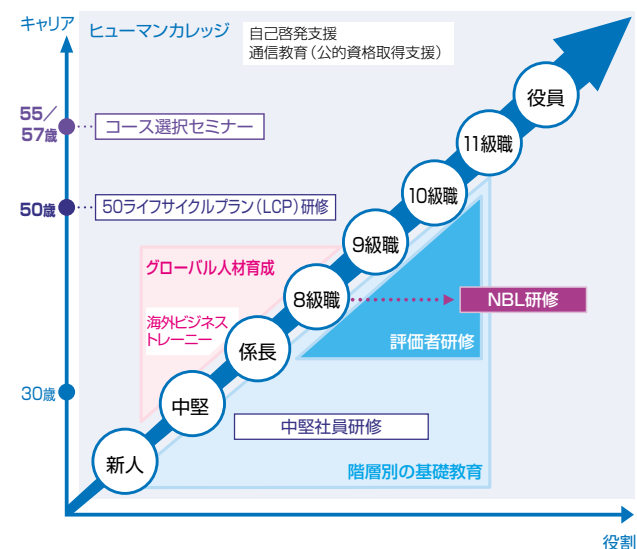 キャリア
ヒューマンカレッジ
自己啓発支援
通信教育(公的資格取得支援)
役員
55／
57歳
コース選択セミナー
11級職
10級職
50歳
50ライフサイクルプラン(LCP)研修
9級職
グローバル人材育成
8級職
NBL研修
海外ビジネス
トレーニー
係長
評価者研修
30歳
中堅
中堅社員研修
新人
階層別の基礎教育
役割